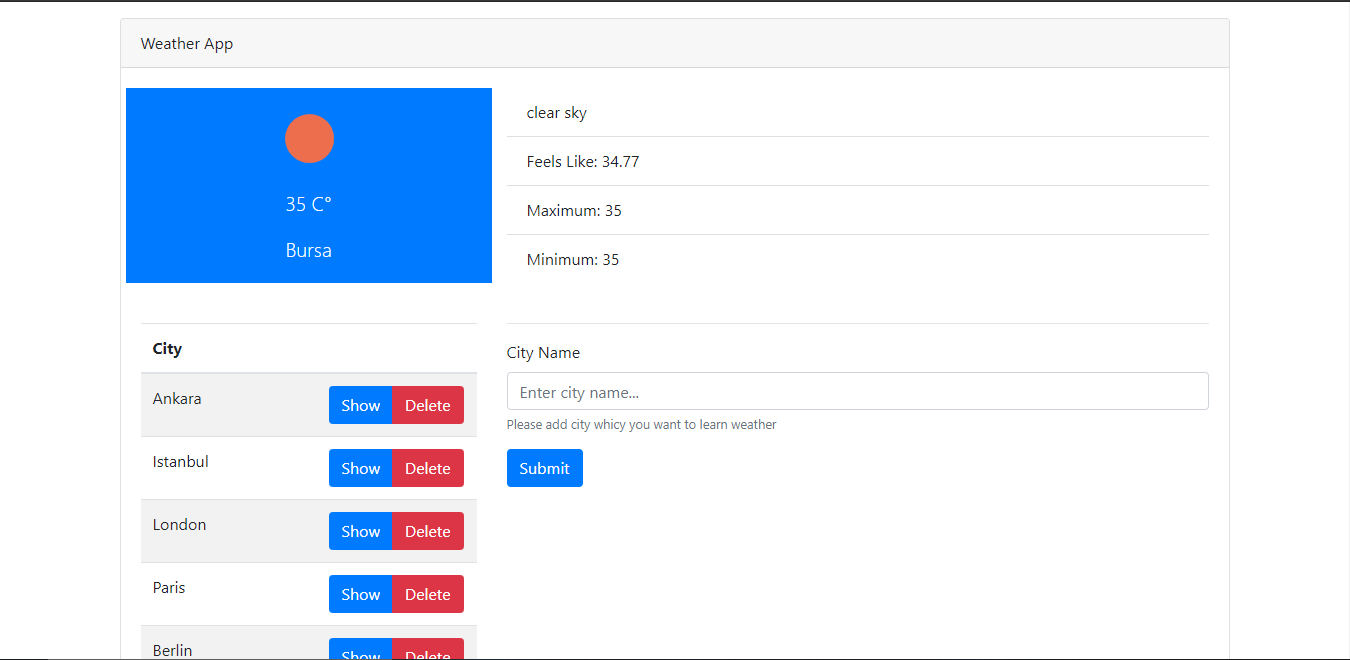 Weather App
35 C°
Bursa
clear sky
Feels Like: 34.77
Maximum: 35
Minimum: 35
City
Ankara Show Delete
Istanbul Show Delete
London Show Delete
Paris Show Delete
Berlin Show Delete
City Name
Enter city name...
Please add city whicy you want to learn weather
Submit